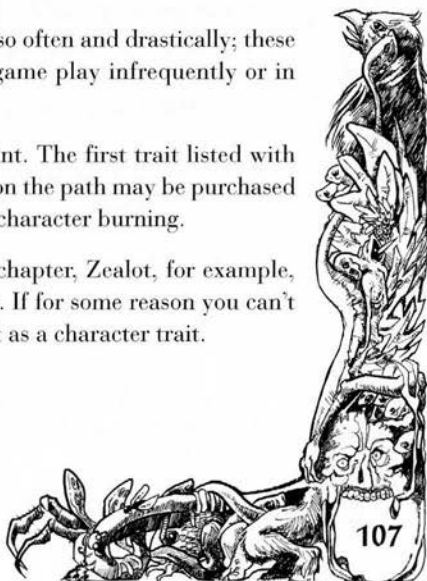 so often and drastically; these
game play infrequently or in
nt. The first trait listed with
on the path may be purchased
character burning.
chapter, Zealot, for example,
. If for some reason you can't
t as a character trait.
107